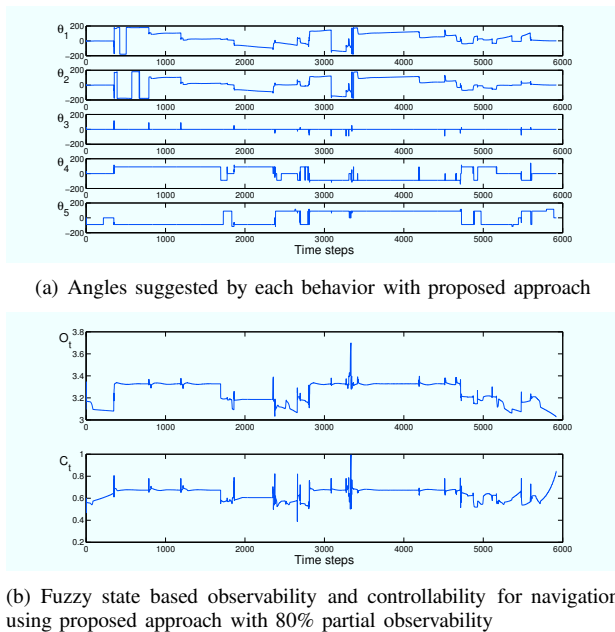 θ1
200
0
−200
0 1000 2000 3000 4000 5000 6000
θ2
200
0
−200
0 1000 2000 3000 4000 5000 6000
θ3
200
0
−200
0 1000 2000 3000 4000 5000 6000
θ4
200
0
−200
0 1000 2000 3000 4000 5000 6000
θ5
200
0
−200
0 1000 2000 3000 4000 5000 6000
Time steps
(a) Angles suggested by each behavior with proposed approach
Ot
3.8
3.6
3.4
3.2
3
0 1000 2000 3000 4000 5000 6000
Ct
1
0.8
0.6
0.4
0.2
0 1000 2000 3000 4000 5000 6000
Time steps
(b) Fuzzy state based observability and controllability for navigation
using proposed approach with 80% partial observability